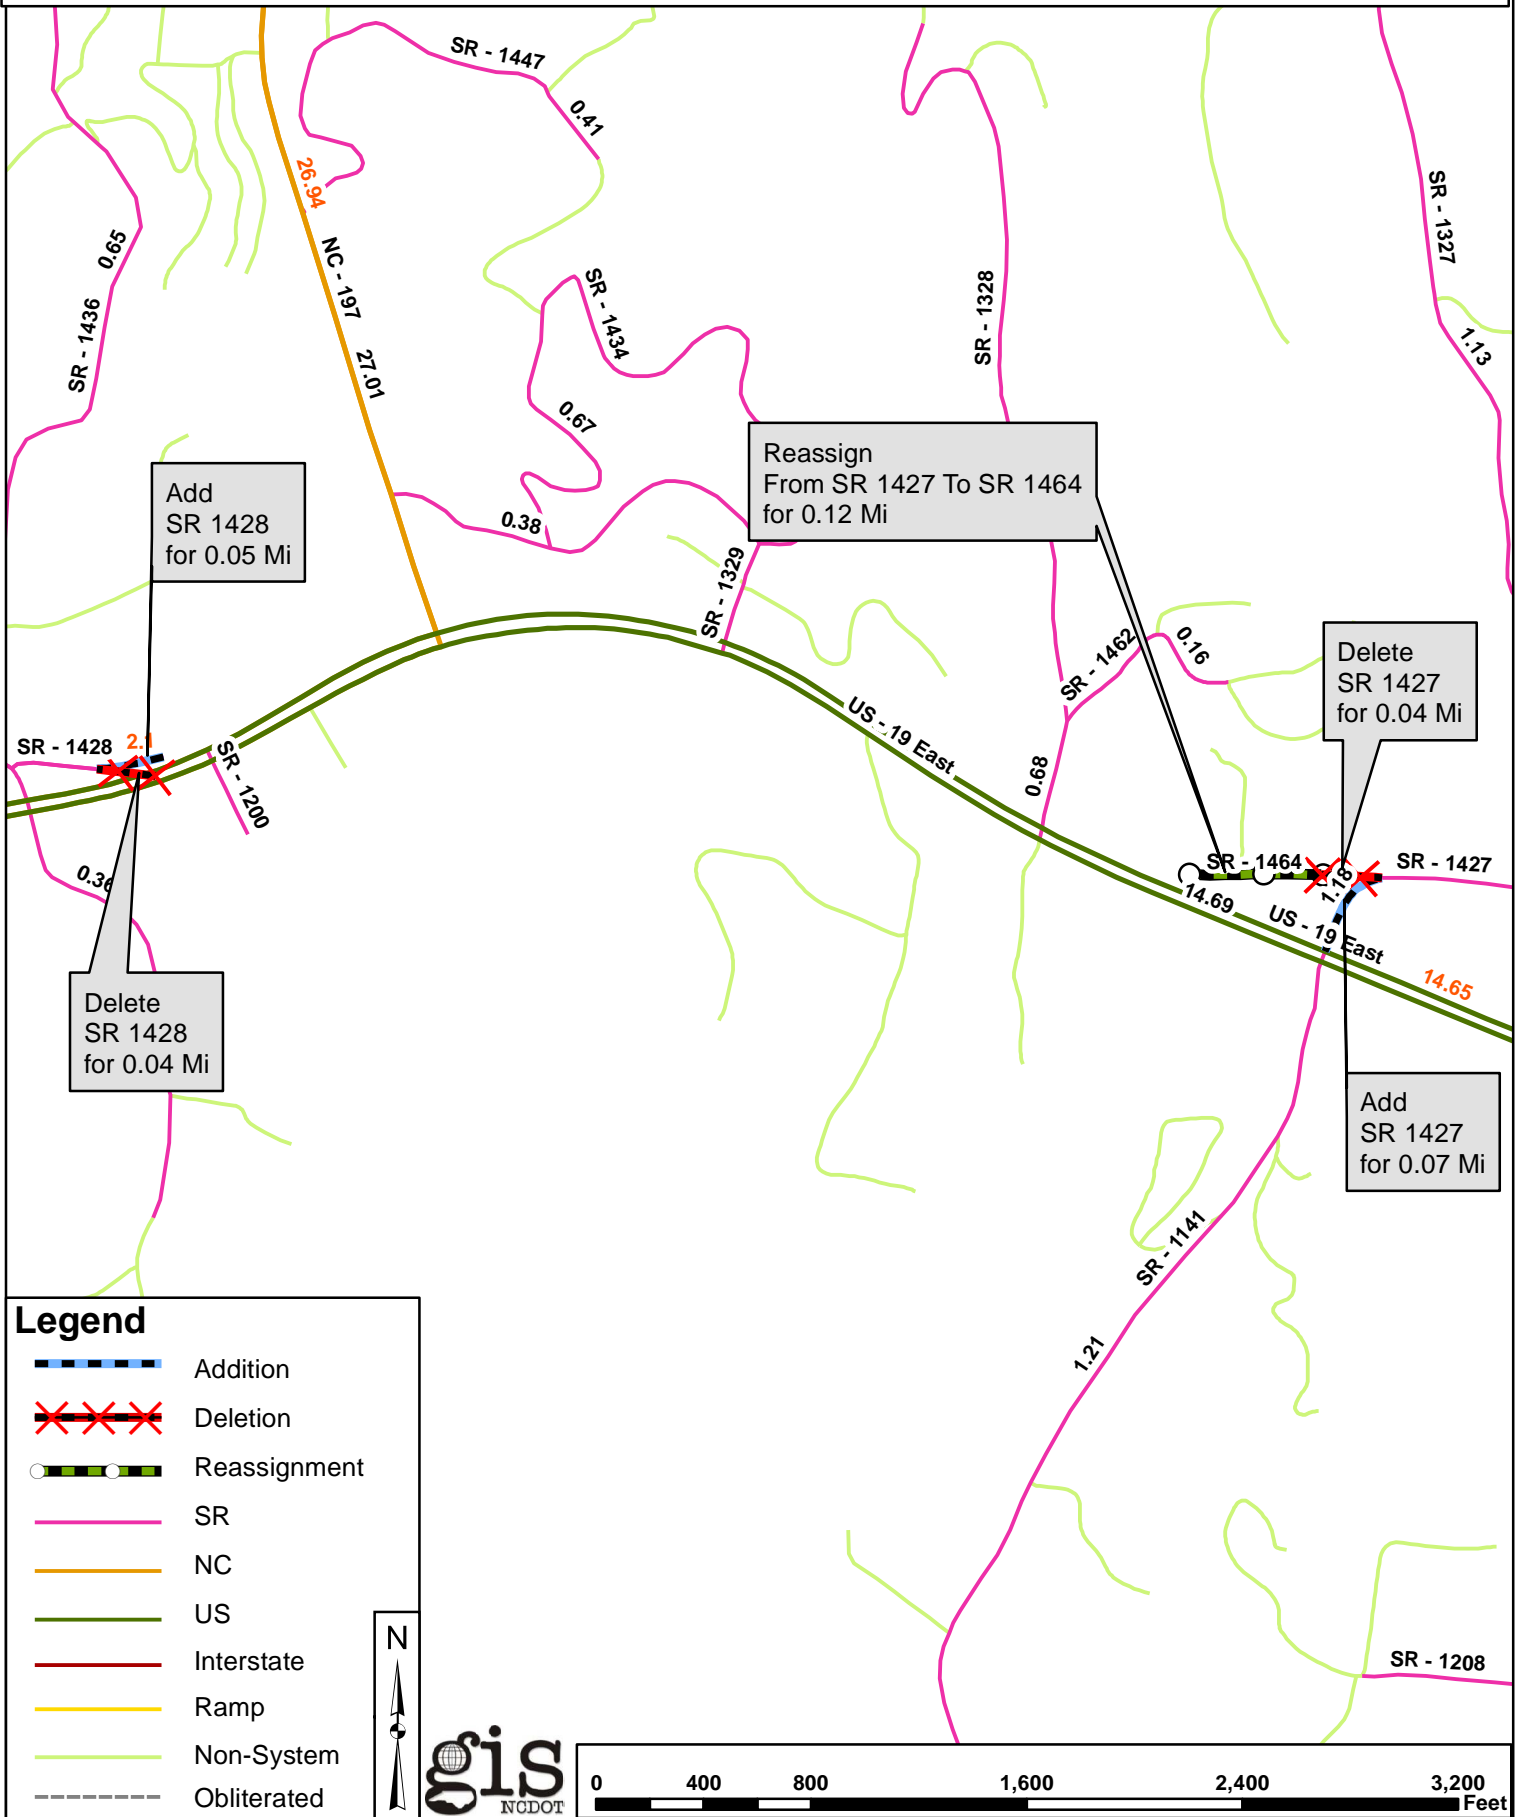 SR - 1447
0.41
26.94
NC - 197
27.01
0.65
SR - 1436
SR - 1434
0.67
0.38
SR - 1328
SR - 1327
1.13
Add
SR 1428
for 0.05 Mi
Reassign
From SR 1427 To SR 1464
for 0.12 Mi
SR - 1329
SR - 1462
0.16
Delete
SR 1427
for 0.04 Mi
US - 19 East
SR - 1428
SR - 1200
0.68
0.36
SR - 1464
1.18
SR - 1427
14.69
US - 19 East
14.65
Delete
SR 1428
for 0.04 Mi
Add
SR 1427
for 0.07 Mi
SR - 1141
1.21
SR - 1208
Legend
Addition
Deletion
Reassignment
SR
NC
US
Interstate
Ramp
Non-System
Obliterated
N
gis
NCDOT
0 400 800 1,600 2,400 3,200
Feet